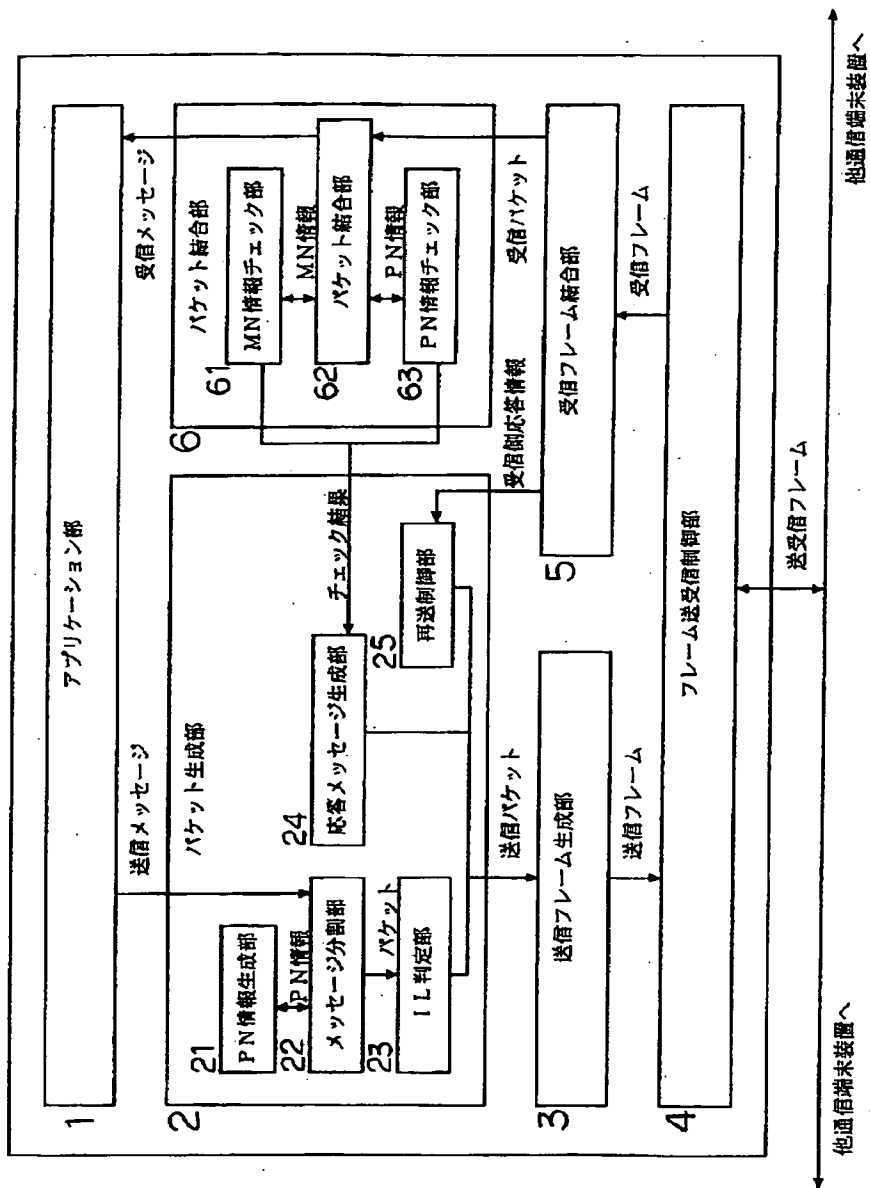 アプリケーション部
1
送信メッセージ
受信メッセージ
パケット生成部
2
PN情報生成部
21
PN情報
メッセージ分割部
22
パケット
IL判定部
23
応答メッセージ生成部
24
チェック結果
再送制御部
25
パケット結合部
6
MN情報チェック部
61
MN情報
パケット結合部
62
PN情報
PN情報チェック部
63
送信パケット
受信側応答情報
受信パケット
送信フレーム生成部
3
受信フレーム結合部
5
送信フレーム
受信フレーム
フレーム送受信制御部
4
送受信フレーム
他通信端末装置へ
他通信端末装置へ